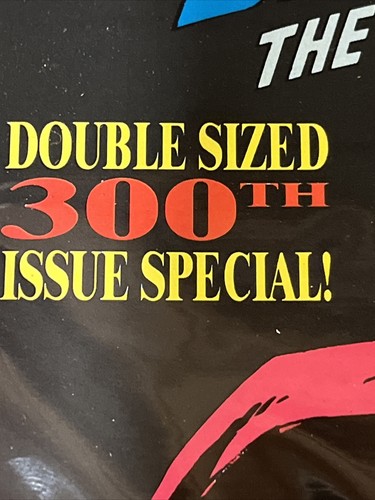 THE
DOUBLE SIZED
300TH
ISSUE SPECIAL!